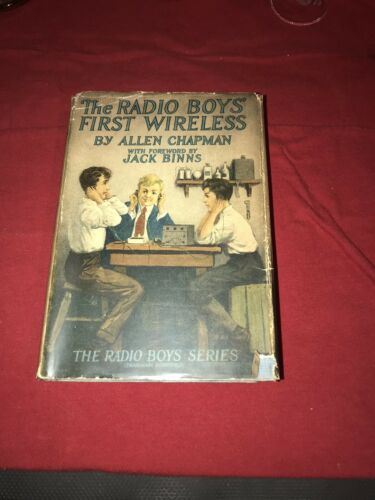 The RADIO BOYS'
FIRST WIRELESS
By ALLEN CHAPMAN
WITH FOREWORD BY
JACK BINNS
THE RADIO BOYS SERIES